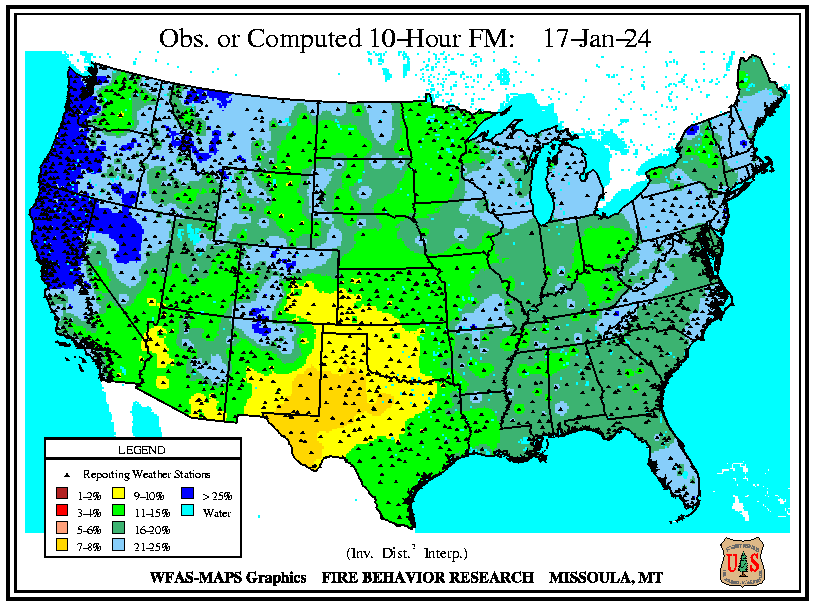 Obs. or Computed 10-Hour FM: 17-Jan-24
LEGEND
Reporting Weather Stations
1-2% 9-10% > 25%
3-4% 11-15% Water
5-6% 16-20%
7-8% 21-25%
(Inv. Dist.² Interp.)
WFAS-MAPS Graphics FIRE BEHAVIOR RESEARCH MISSOULA, MT
U S